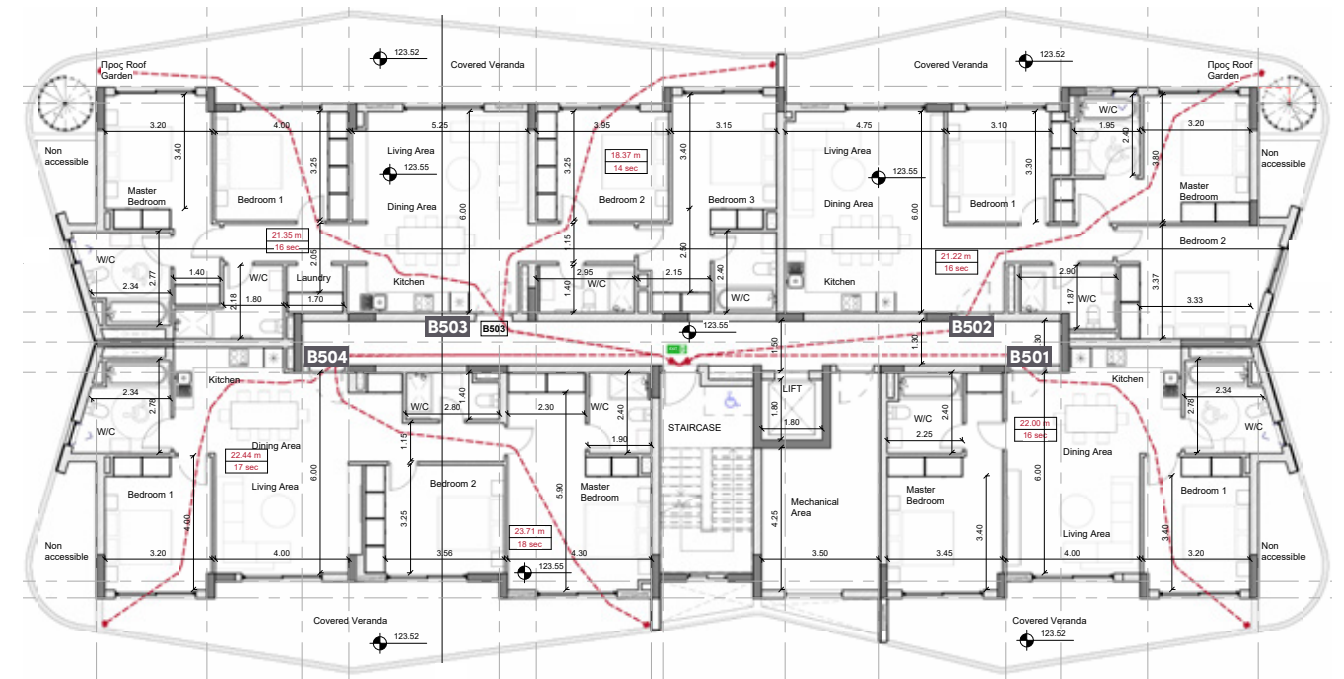 123.52
Covered Veranda
Covered Veranda
123.52
Προς Roof
Garden
Προς Roof
Garden
W/C
3.20
4.00
5.25
3.95
3.15
4.75
3.10
1.95
2.40
3.20
Non
accessible
3.40
3.25
Living Area
123.55
3.25
18.37 m
14 sec
3.40
Living Area
123.55
3.30
3.80
Non
accessible
Master
Bedroom
Bedroom 1
Dining Area
6.00
Bedroom 2
Bedroom 3
Dining Area
6.00
Bedroom 1
Master
Bedroom
21.35 m
16 sec
2.05
1.15
2.50
21.22 m
16 sec
Bedroom 2
W/C
2.77
1.40
W/C
Laundry
Kitchen
2.95
W/C
2.15
2.40
Kitchen
2.90
1.87
W/C
3.37
2.34
2.18
1.80
1.70
1.40
W/C
3.33
B503
B503
123.55
B502
1.50
1.30
30
B504
B501
Kitchen
LIFT
Kitchen
2.34
2.78
W/C
1.40
W/C
2.80
2.30
W/C
2.40
1.80
1.80
W/C
2.40
22.00 m
16 sec
2.78
2.34
W/C
STAIRCASE
W/C
1.15
1.90
2.25
Dining Area
22.44 m
17 sec
6.00
Dining Area
6.00
Bedroom 1
Living Area
Bedroom 2
5.90
Master
Bedroom
Mechanical
Area
Master
Bedroom
Bedroom 1
4.00
3.25
23.71 m
18 sec
4.25
3.40
Living Area
3.40
Non
accessible
3.20
4.00
3.56
4.30
3.50
3.45
4.00
3.20
Non
accessible
123.55
Covered Veranda
123.52
Covered Veranda
123.52